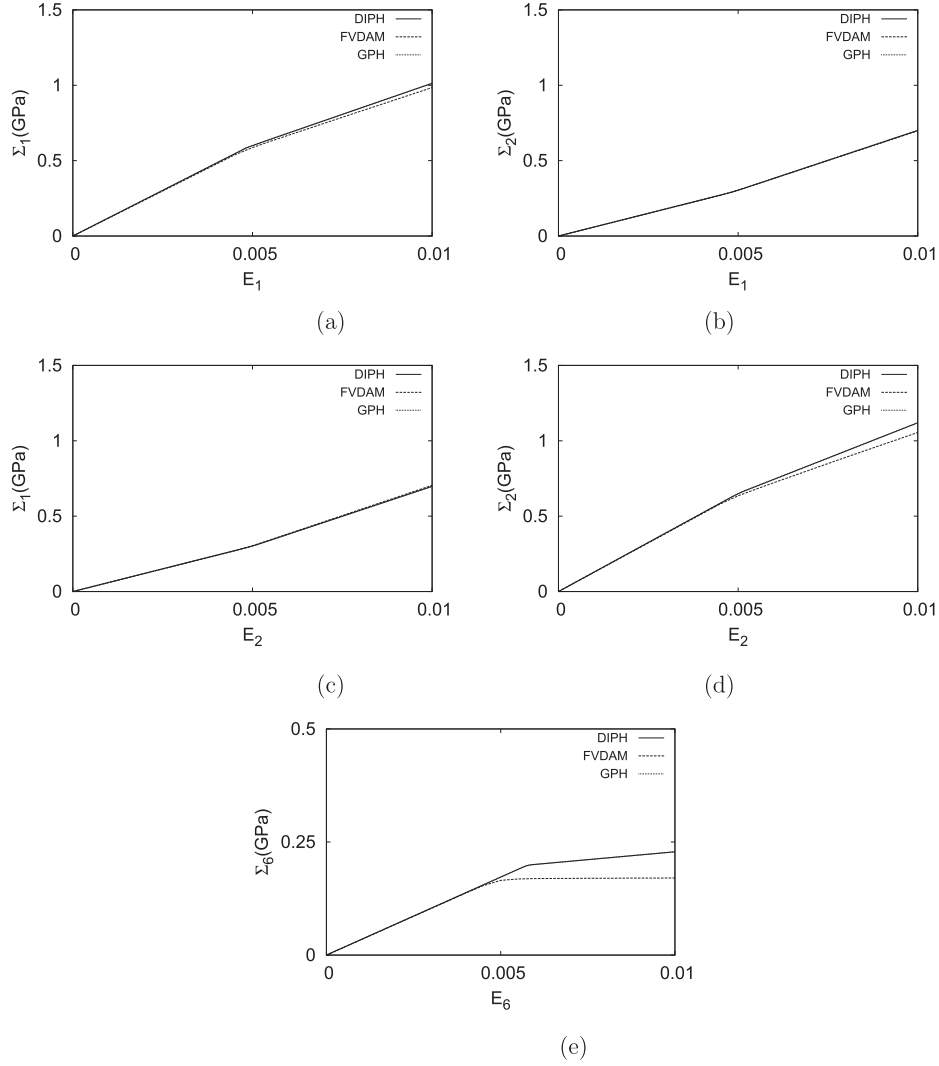 1.5
1
0.5
0
Σ1(GPa)
DIPH
FVDAM
GPH
0 0.005 0.01
E1
(a)
1.5
1
0.5
0
Σ2(GPa)
DIPH
FVDAM
GPH
0 0.005 0.01
E1
(b)
1.5
1
0.5
0
Σ1(GPa)
DIPH
FVDAM
GPH
0 0.005 0.01
E2
(c)
1.5
1
0.5
0
Σ2(GPa)
DIPH
FVDAM
GPH
0 0.005 0.01
E2
(d)
0.5
0.25
0
Σ6(GPa)
DIPH
FVDAM
GPH
0 0.005 0.01
E6
(e)